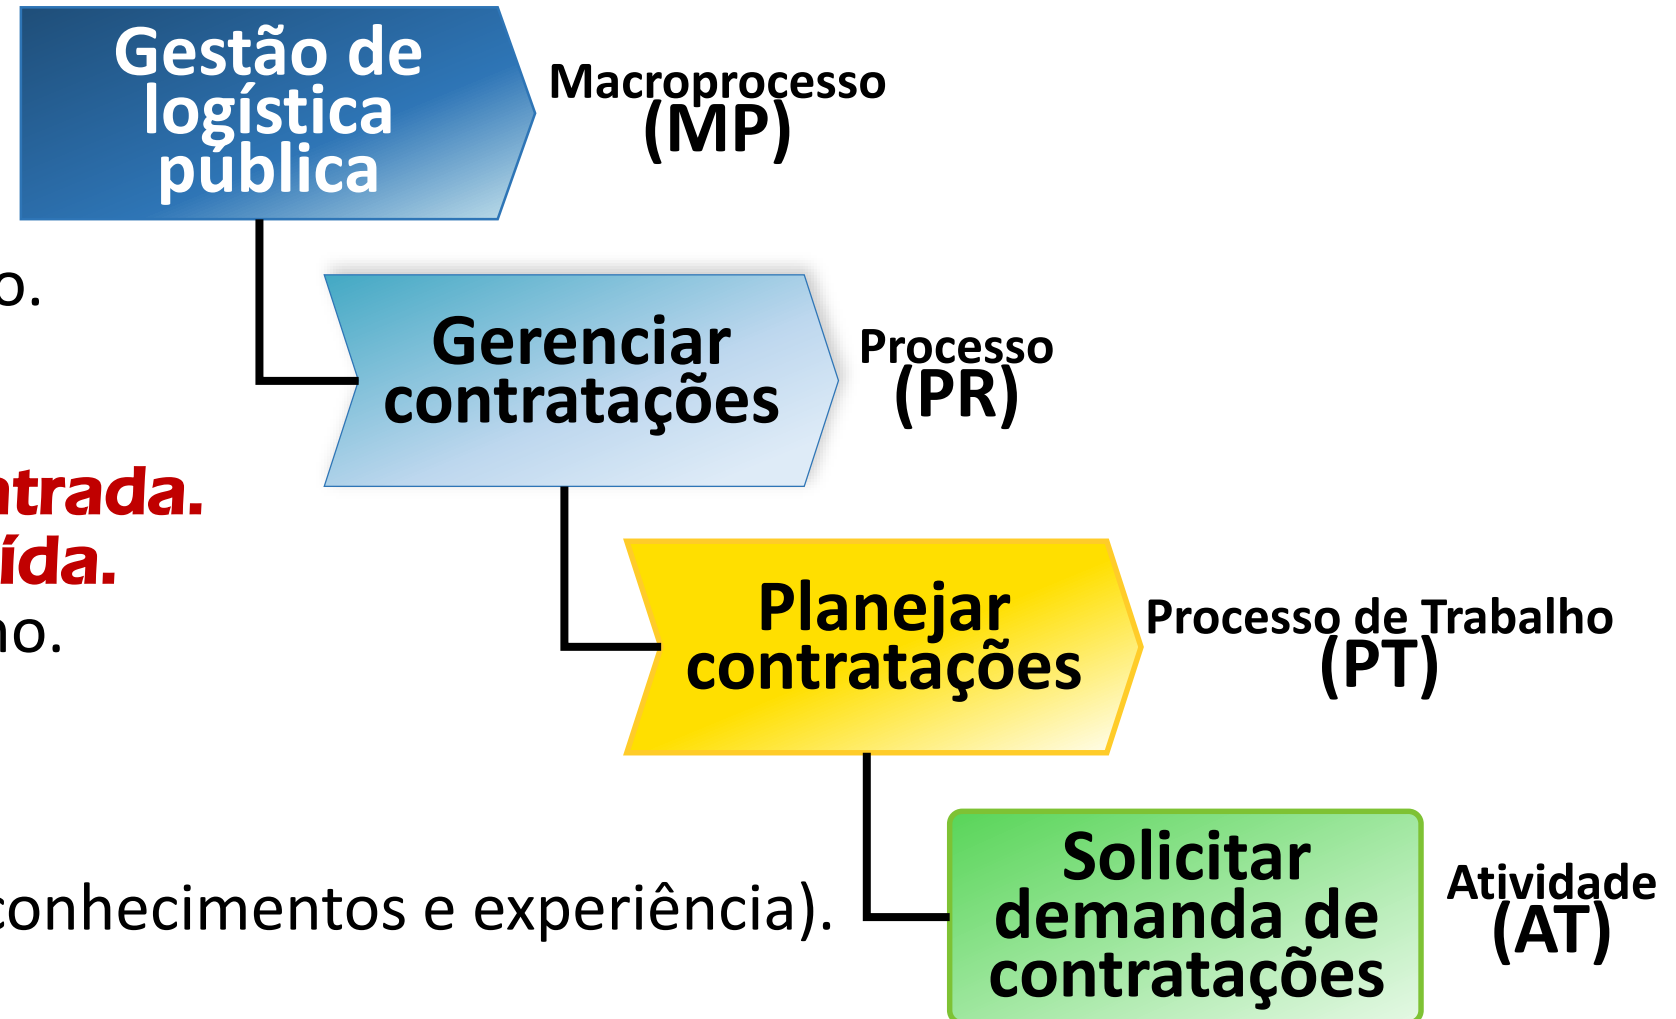 Gestão de
logística
pública
Macroprocesso
(MP)
o.
Gerenciar
contratações
Processo
(PR)
ntrada.
ída.
no.
Planejar
contratações
Processo de Trabalho
(PT)
conhecimentos e experiência).
Solicitar
demanda de
contratações
Atividade
(AT)